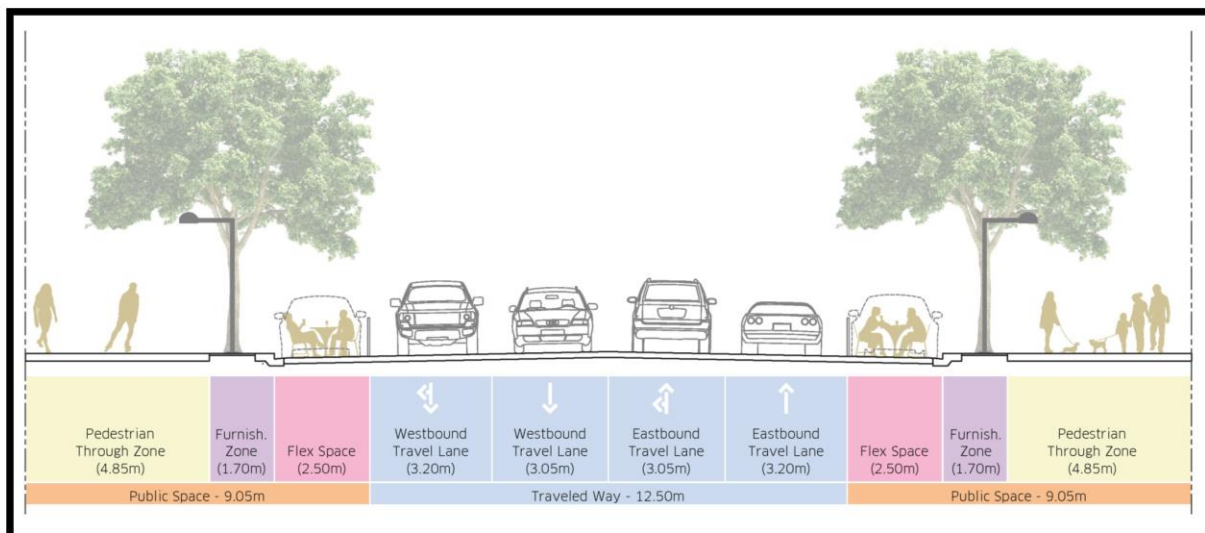 Pedestrian
Through Zone
(4.85m)
Furnish.
Zone
(1.70m)
Flex Space
(2.50m)
Westbound
Travel Lane
(3.20m)
Westbound
Travel Lane
(3.05m)
Eastbound
Travel Lane
(3.05m)
Eastbound
Travel Lane
(3.20m)
Flex Space
(2.50m)
Furnish.
Zone
(1.70m)
Pedestrian
Through Zone
(4.85m)
Public Space - 9.05m
Traveled Way - 12.50m
Public Space - 9.05m